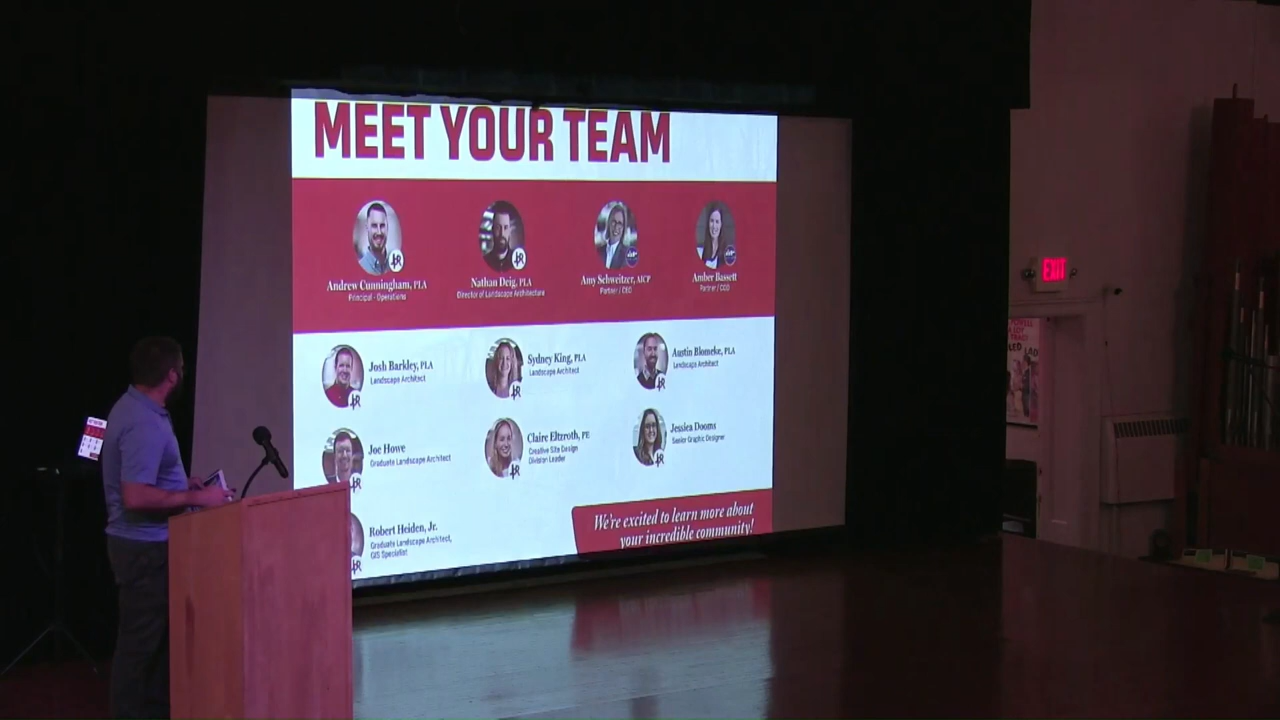 MEET YOUR TEAM
Andrew Cunningham, PLA
Principal - Operations
Nathan Deig, PLA
Director of Landscape Architecture
Amy Schweitzer, AICP
Partner / CEO
Amber Bassett
Partner / COO
Josh Barkley, PLA
Landscape Architect
Sydney King, PLA
Landscape Architect
Austin Blomeke, PLA
Landscape Architect
Joe Howe
Graduate Landscape Architect
Claire Eltzroth, PE
Creative Site Design
Division Leader
Jessica Dooms
Senior Graphic Designer
Robert Heiden, Jr.
Graduate Landscape Architect,
GIS Specialist
We're excited to learn more about
your incredible community!
EXIT